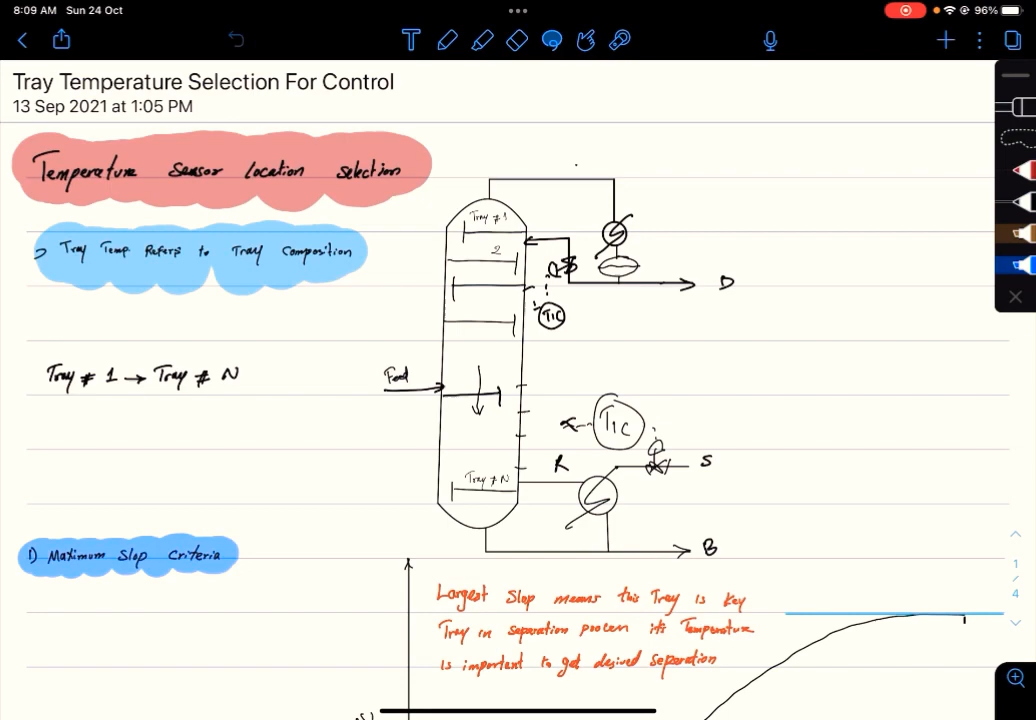 8:09 AM Sun 24 Oct
96%
Tray Temperature Selection For Control
13 Sep 2021 at 1:05 PM
Temperature Sensor Location Selection
Tray Temp Refers to Tray Composition
Tray # 1 → Tray # N
Tray # 1
2
TIC
D
Feed
TIC
R
S
Tray # N
B
1) Maximum Slop Criteria
Largest Slop means this Tray is key
Tray in separation process it's Temperature
is important to get desired separation
1
/
4